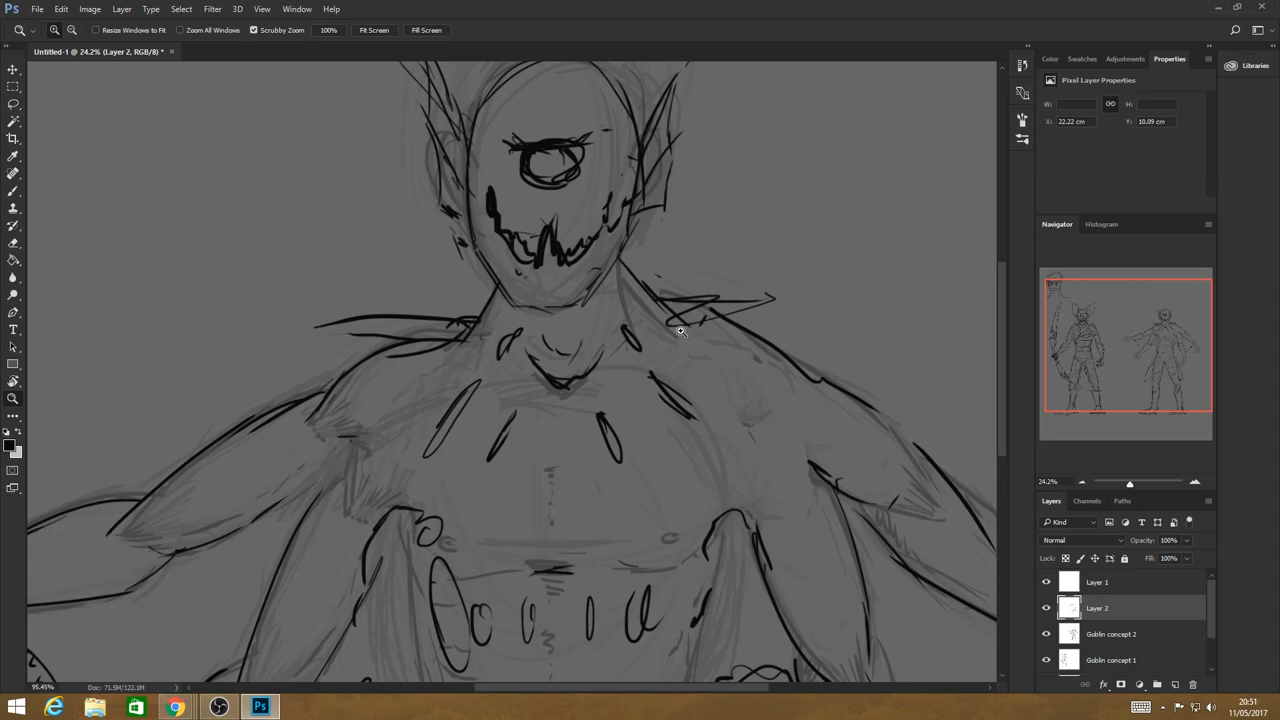 Ps File Edit Image Layer Type Select Filter 3D View Window Help
Resize Windows to Fit Zoom All Windows Scrubby Zoom 100% Fit Screen Fill Screen
Untitled-1 @ 24.2% (Layer 2, RGB/8) *
Color Swatches Adjustments Properties
Libraries
Pixel Layer Properties
W: H:
X: 22.22 cm Y: 10.09 cm
Navigator Histogram
24.2%
Layers Channels Paths
Kind
Normal Opacity: 100%
Lock: Fill: 100%
Layer 1
Layer 2
Goblin concept 2
Goblin concept 1
95.45% Doc: 71.5M/122.1M
Ps
20:51
11/05/2017